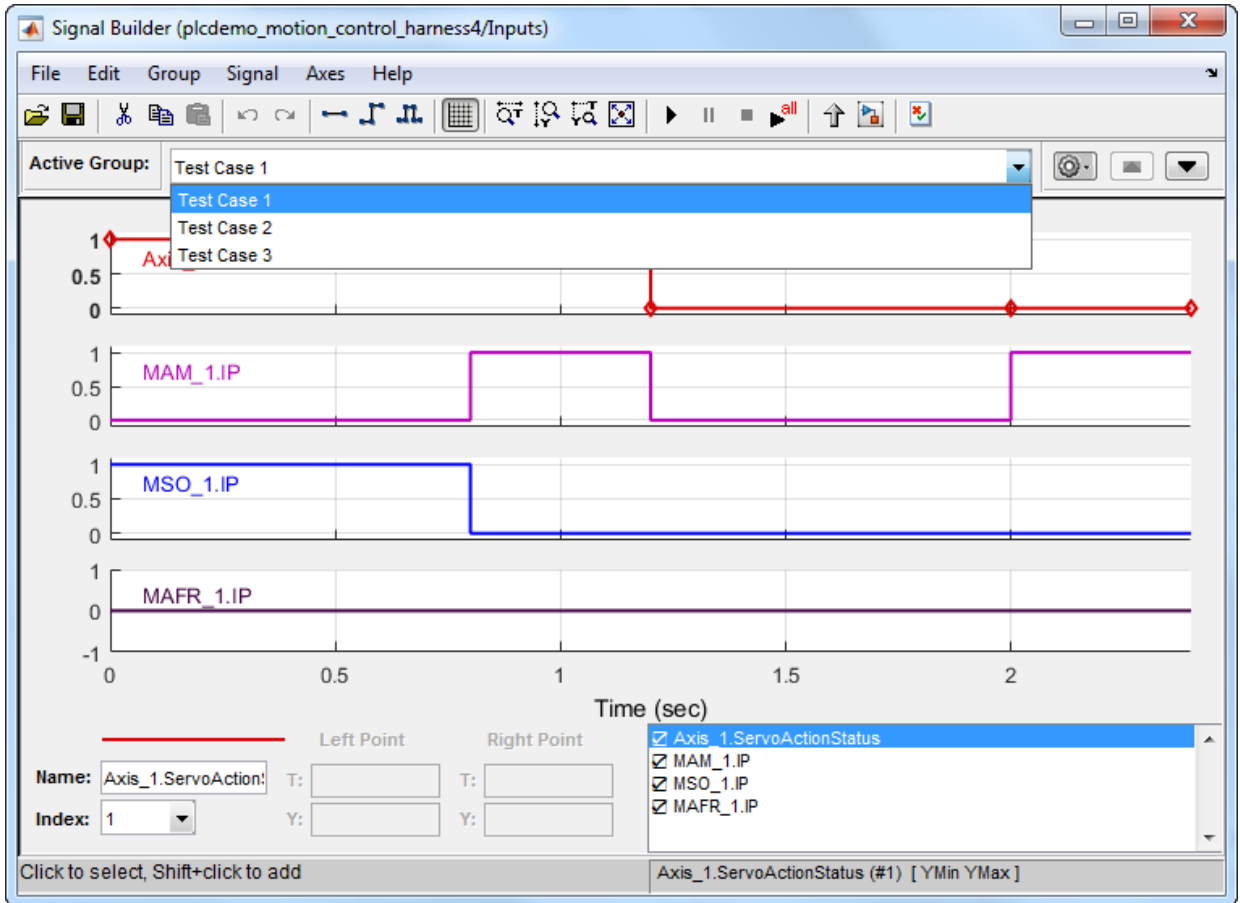 Signal Builder (plcdemo_motion_control_harness4/Inputs)
File Edit Group Signal Axes Help
all
Active Group: Test Case 1
Test Case 1
Test Case 2
Test Case 3
1
0.5
0
1
MAM_1.IP
0.5
0
1
MSO_1.IP
0.5
0
1
MAFR_1.IP
0
-1
0 0.5 1 1.5 2
Time (sec)
Left Point Right Point
Name: Axis_1.ServoActionS T: T:
Index: 1 Y: Y:
Axis_1.ServoActionStatus
MAM_1.IP
MSO_1.IP
MAFR_1.IP
Click to select, Shift+click to add
Axis_1.ServoActionStatus (#1) [ YMin YMax ]